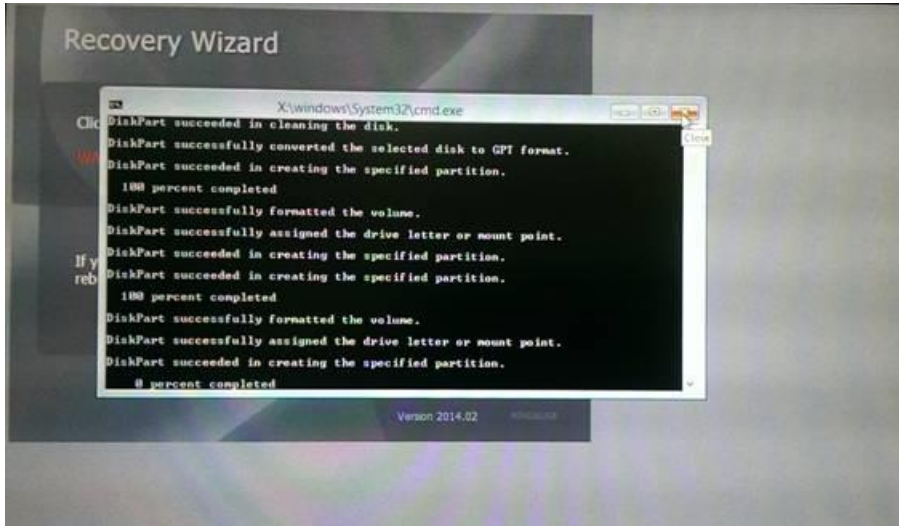 Recovery Wizard
X:\windows\System32\cmd.exe
Close
Clic
WA
If y
reb
DiskPart succeeded in cleaning the disk.
DiskPart successfully converted the selected disk to GPT format.
DiskPart succeeded in creating the specified partition.
100 percent completed
DiskPart successfully formatted the volume.
DiskPart successfully assigned the drive letter or mount point.
DiskPart succeeded in creating the specified partition.
DiskPart succeeded in creating the specified partition.
100 percent completed
DiskPart successfully formatted the volume.
DiskPart successfully assigned the drive letter or mount point.
DiskPart succeeded in creating the specified partition.
0 percent completed
Version 2014.02